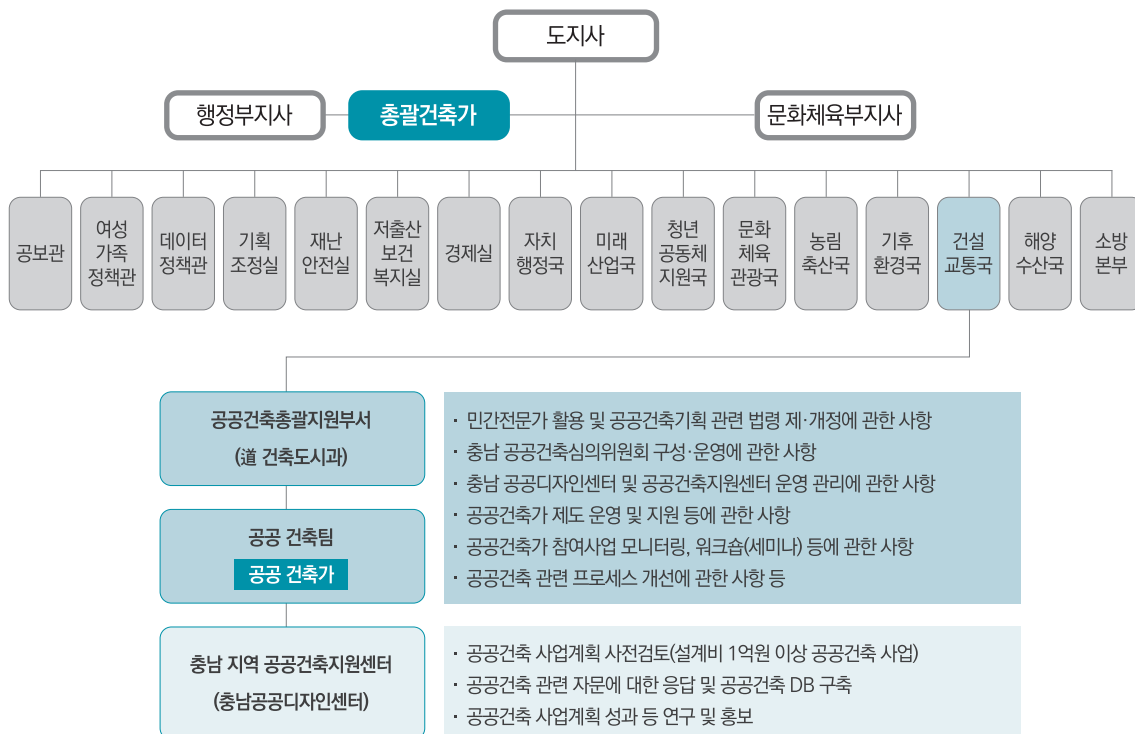 도지사
행정부지사
총괄건축가
문화체육부지사
공보관
여성
가족
정책관
데이터
정책관
기획
조정실
재난
안전실
저출산
보건
복지실
경제실
자치
행정국
미래
산업국
청년
공동체
지원국
문화
체육
관광국
농림
축산국
기후
환경국
건설
교통국
해양
수산국
소방
본부
공공건축총괄지원부서
(道 건축도시과)
공공 건축팀
공공 건축가
· 민간전문가 활용 및 공공건축기획 관련 법령 제·개정에 관한 사항
· 충남 공공건축심의위원회 구성·운영에 관한 사항
· 충남 공공디자인센터 및 공공건축지원센터 운영 관리에 관한 사항
· 공공건축가 제도 운영 및 지원 등에 관한 사항
· 공공건축가 참여사업 모니터링, 워크숍(세미나) 등에 관한 사항
· 공공건축 관련 프로세스 개선에 관한 사항 등
충남 지역 공공건축지원센터
(충남공공디자인센터)
· 공공건축 사업계획 사전검토(설계비 1억원 이상 공공건축 사업)
· 공공건축 관련 자문에 대한 응답 및 공공건축 DB 구축
· 공공건축 사업계획 성과 등 연구 및 홍보